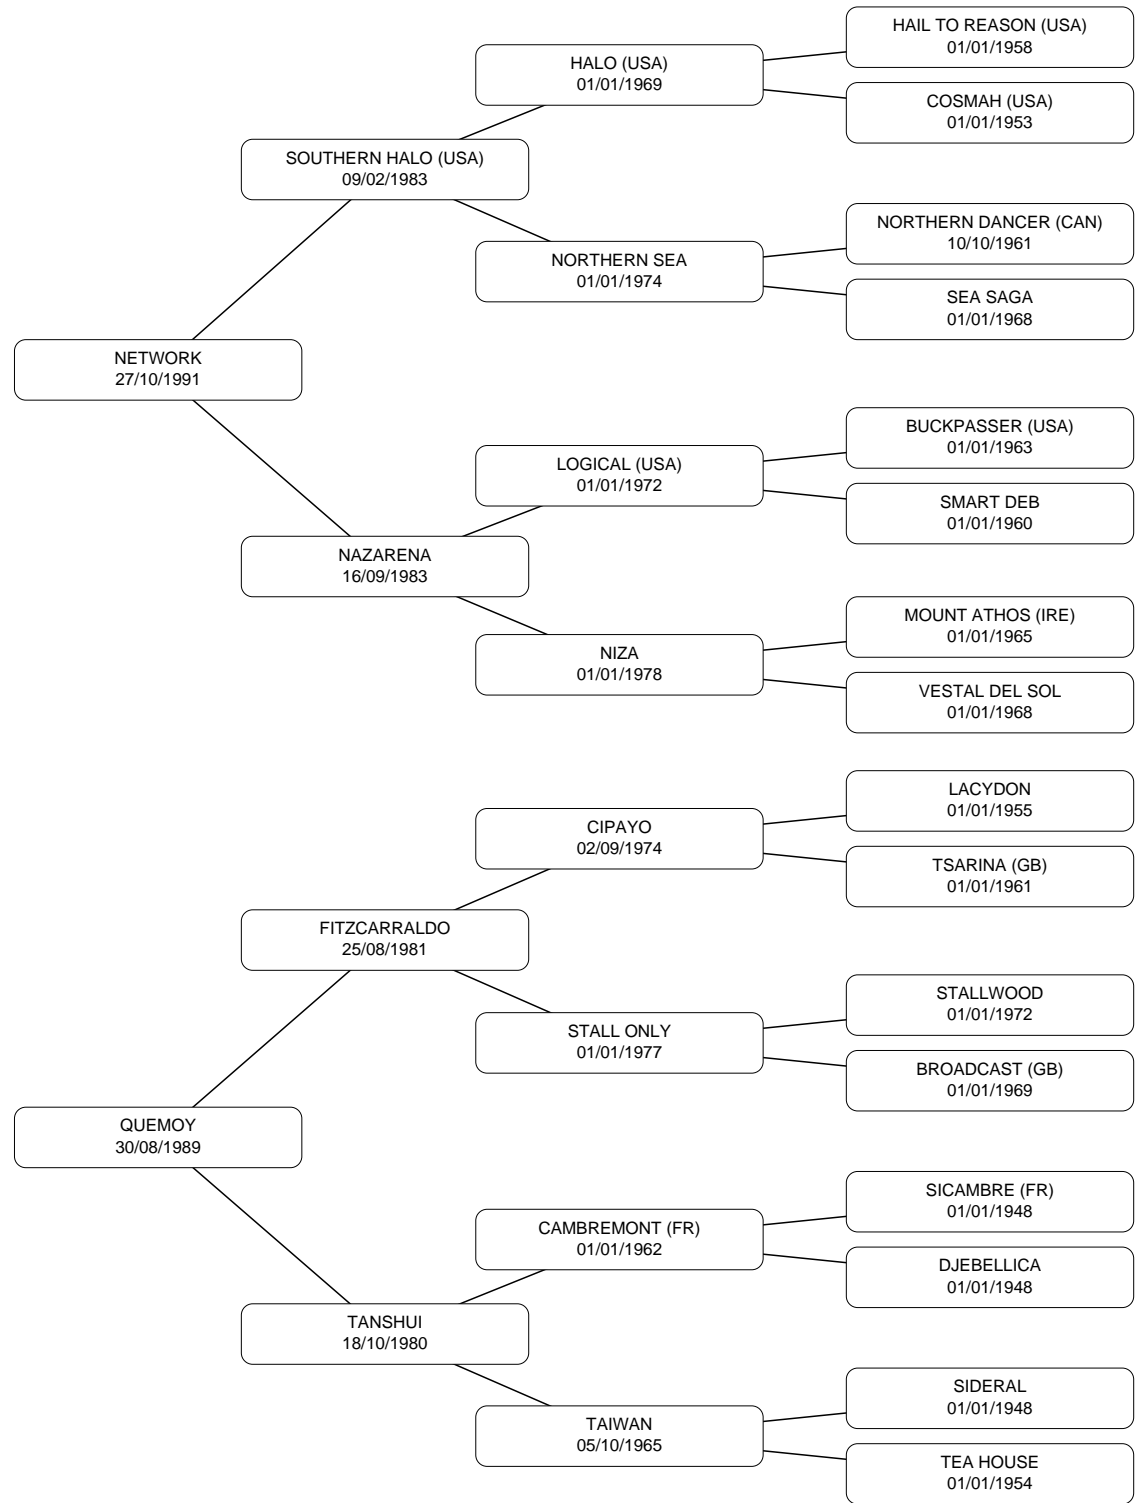 HAIL TO REASON (USA)
01/01/1958
HALO (USA)
01/01/1969
COSMAH (USA)
01/01/1953
SOUTHERN HALO (USA)
09/02/1983
NORTHERN DANCER (CAN)
10/10/1961
NORTHERN SEA
01/01/1974
SEA SAGA
01/01/1968
NETWORK
27/10/1991
BUCKPASSER (USA)
01/01/1963
LOGICAL (USA)
01/01/1972
SMART DEB
01/01/1960
NAZARENA
16/09/1983
MOUNT ATHOS (IRE)
01/01/1965
NIZA
01/01/1978
VESTAL DEL SOL
01/01/1968
LACYDON
01/01/1955
CIPAYO
02/09/1974
TSARINA (GB)
01/01/1961
FITZCARRALDO
25/08/1981
STALLWOOD
01/01/1972
STALL ONLY
01/01/1977
BROADCAST (GB)
01/01/1969
QUEMOY
30/08/1989
SICAMBRE (FR)
01/01/1948
CAMBREMONT (FR)
01/01/1962
DJEBELLICA
01/01/1948
TANSHUI
18/10/1980
SIDERAL
01/01/1948
TAIWAN
05/10/1965
TEA HOUSE
01/01/1954